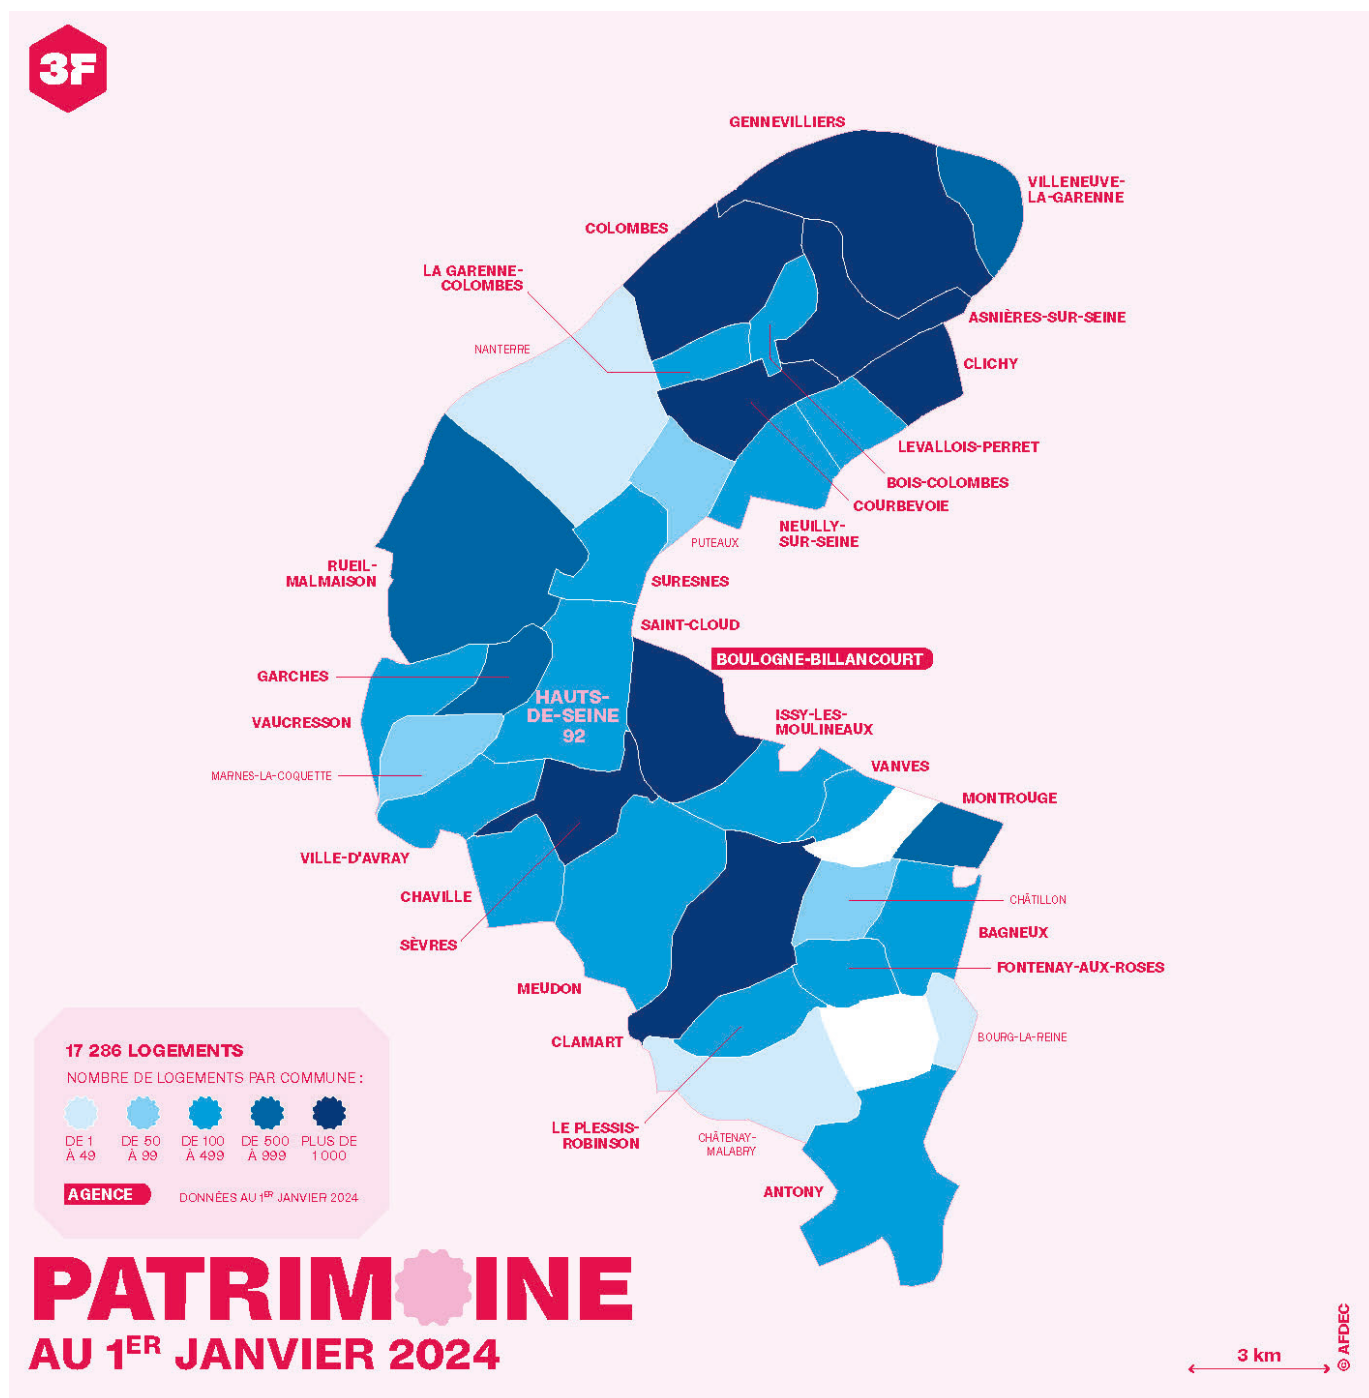 3F
GENNEVILLIERS
VILLENEUVE-
LA-GARENNE
COLOMBES
LA GARENNE-
COLOMBES
ASNIÈRES-SUR-SEINE
NANTERRE
CLICHY
LEVALLOIS-PERRET
BOIS-COLOMBES
COURBEVOIE
NEUILLY-
SUR-SEINE
PUTEAUX
RUEIL-
MALMAISON
SURESNES
SAINT-CLOUD
BOULOGNE-BILLANCOURT
GARCHES
HAUTS-
DE-SEINE
92
VAUCRESSON
ISSY-LES-
MOULINEAUX
VANVES
MARNES-LA-COQUETTE
MONTROUGE
VILLE-D'AVRAY
CHAVILLE
CHÂTILLON
BAGNEUX
SÈVRES
FONTENAY-AUX-ROSES
MEUDON
CLAMART
BOURG-LA-REINE
LE PLESSIS-
ROBINSON
CHÂTENAY-
MALABRY
ANTONY
17 286 LOGEMENTS
NOMBRE DE LOGEMENTS PAR COMMUNE :
DE 1
À 49
DE 50
À 99
DE 100
À 499
DE 500
À 999
PLUS DE
1 000
AGENCE
DONNÉES AU 1ER JANVIER 2024
PATRIMOINE
AU 1ER JANVIER 2024
3 km
© AFDEC